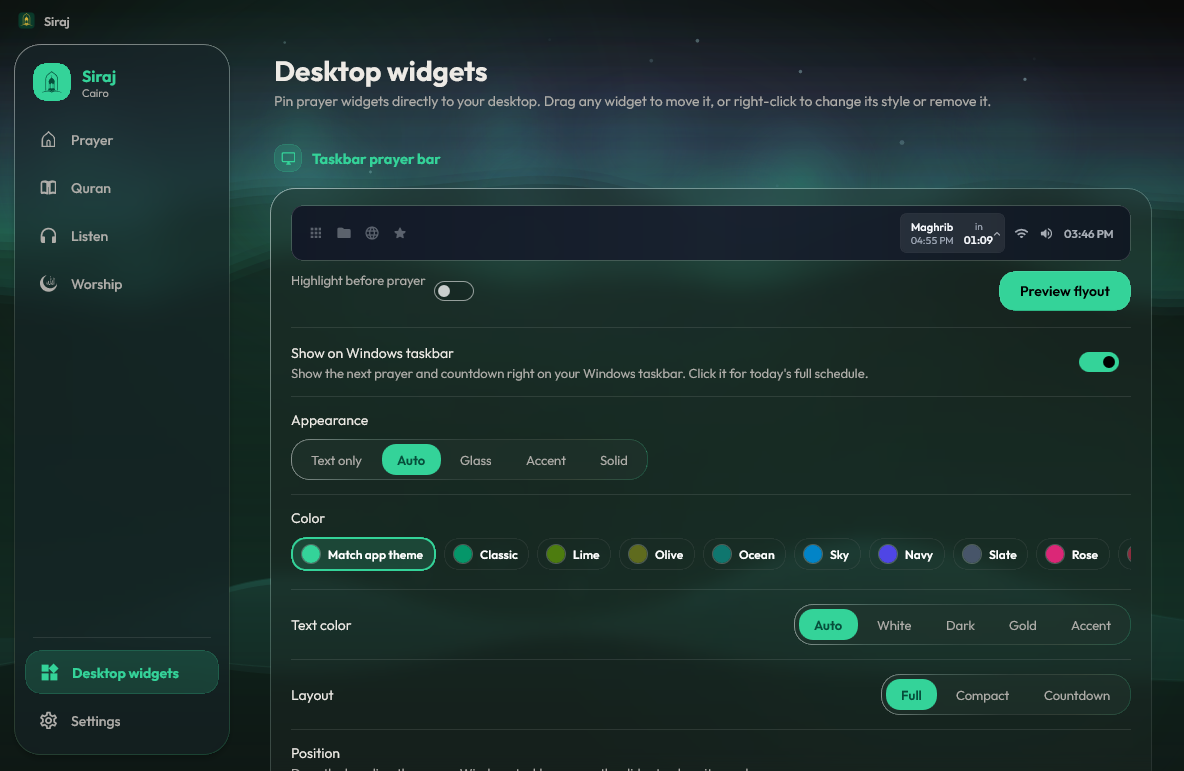 Siraj
Siraj
Cairo
Prayer
Quran
Listen
Worship
Desktop widgets
Settings
Desktop widgets
Pin prayer widgets directly to your desktop. Drag any widget to move it, or right-click to change its style or remove it.
Taskbar prayer bar
Maghrib in
04:55 PM 01:09
03:46 PM
Highlight before prayer
Preview flyout
Show on Windows taskbar
Show the next prayer and countdown right on your Windows taskbar. Click it for today's full schedule.
Appearance
Text only Auto Glass Accent Solid
Color
Match app theme Classic Lime Olive Ocean Sky Navy Slate Rose
Text color
Auto White Dark Gold Accent
Layout
Full Compact Countdown
Position